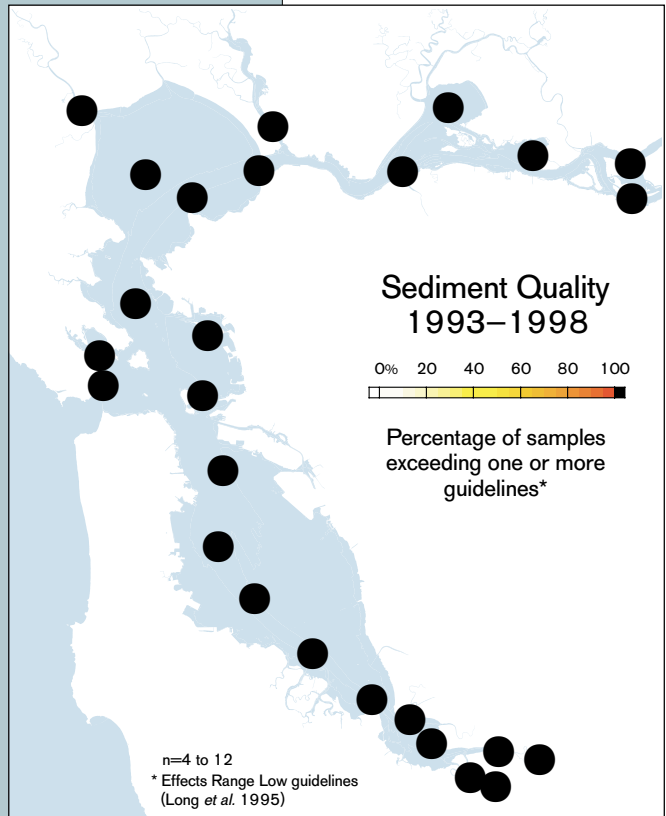 Sediment Quality
1993–1998
0% 20 40 60 80 100
Percentage of samples
exceeding one or more
guidelines*
n=4 to 12
* Effects Range Low guidelines
(Long et al. 1995)